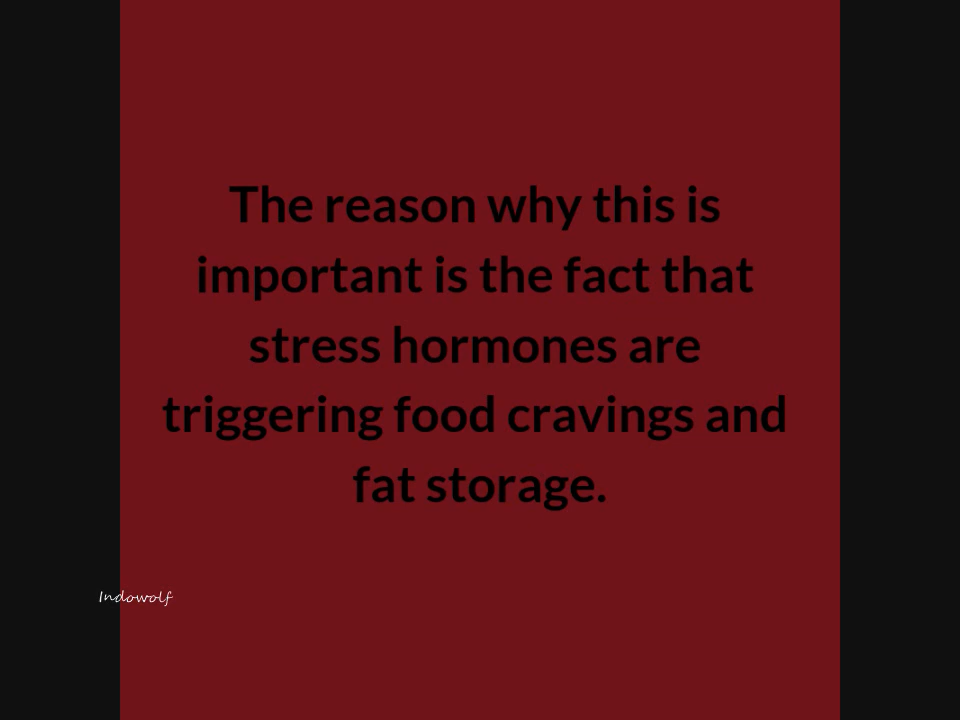 The reason why this is
important is the fact that
stress hormones are
triggering food cravings and
fat storage.
Indowolf